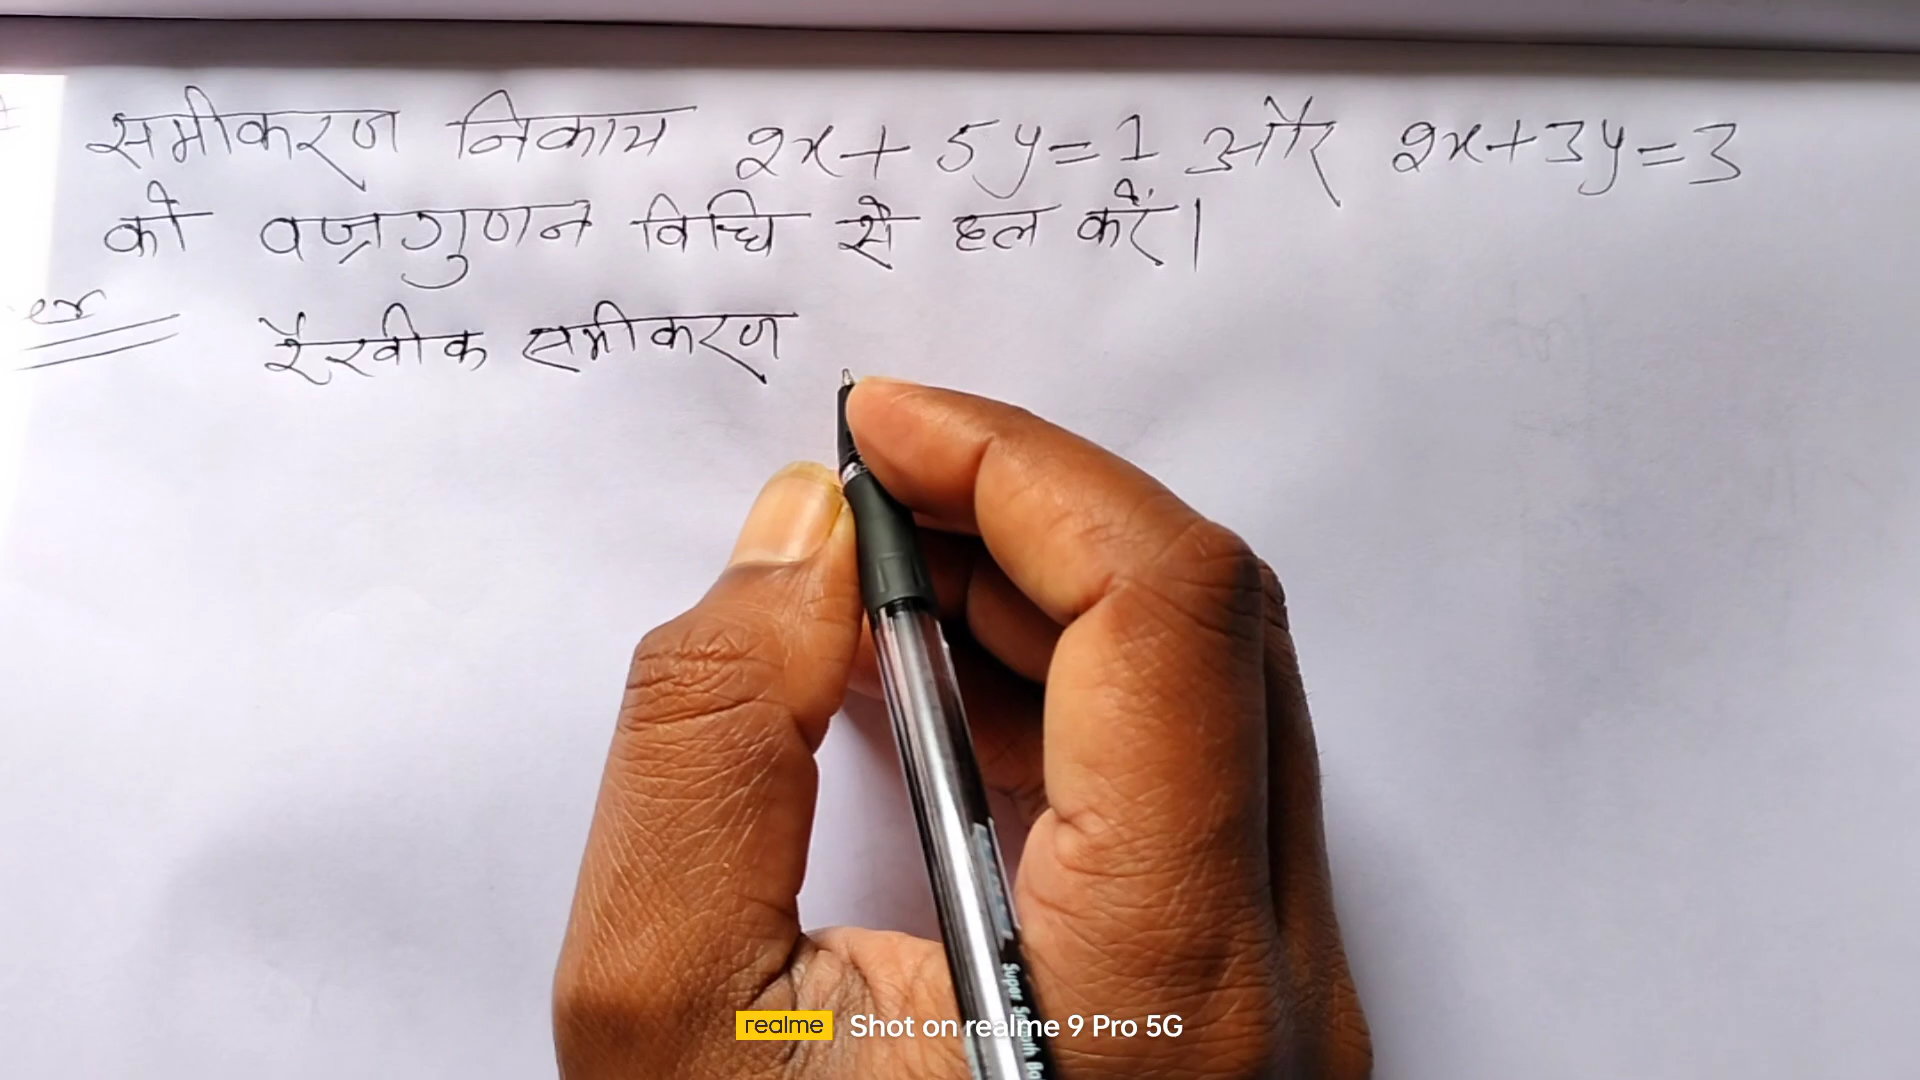 समीकरण निकाय 2x + 5y = 1 और 2x + 3y = 3
को वज्रगुणन विधि से हल करें।
रैखीक समीकरण
realme Shot on realme 9 Pro 5G